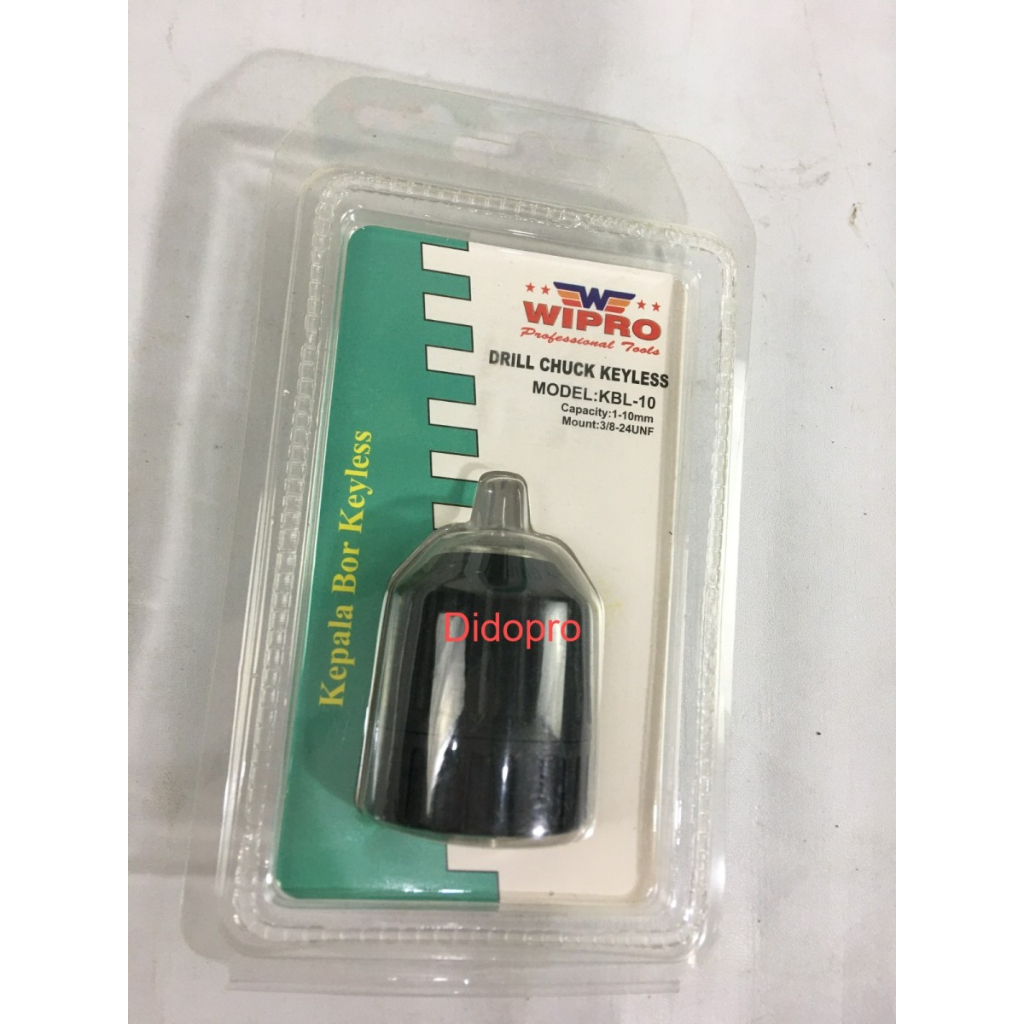 W
WIPRO
Professional Tools
DRILL CHUCK KEYLESS
MODEL:KBL-10
Capacity:1-10mm
Mount:3/8-24UNF
Kepala Bor Keyless
Didopro